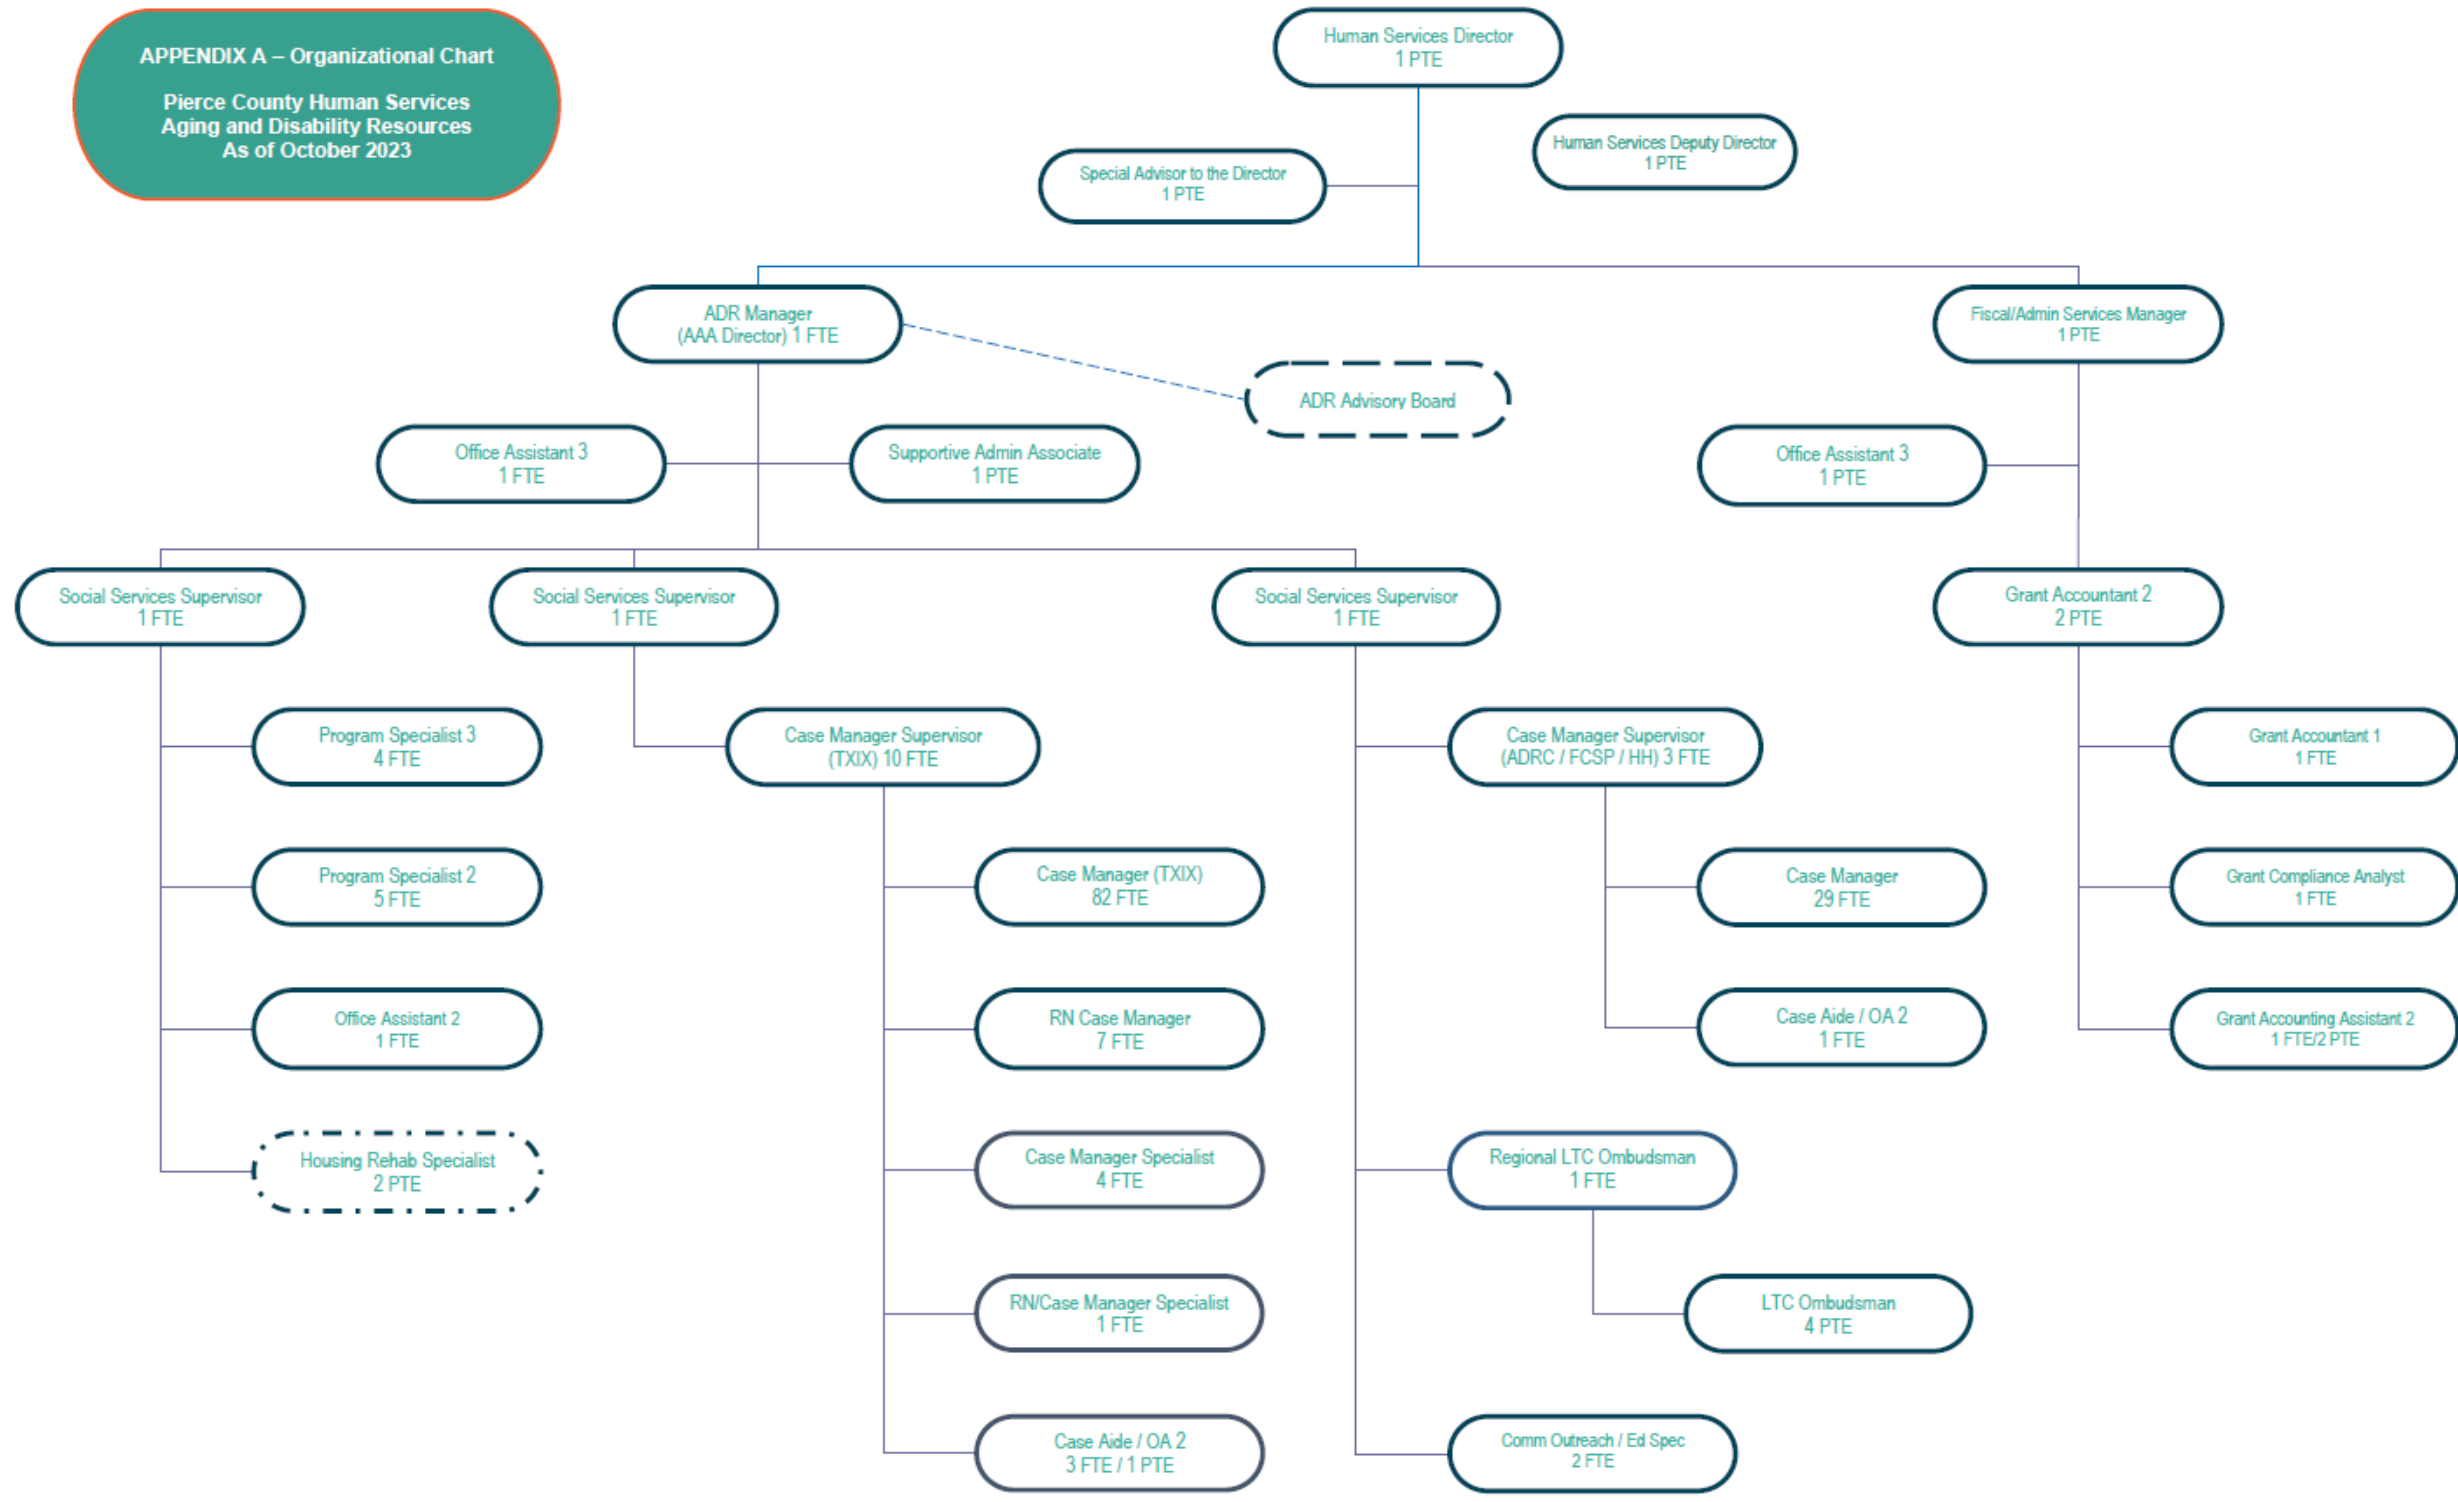 APPENDIX A – Organizational Chart
Pierce County Human Services
Aging and Disability Resources
As of October 2023
Human Services Director
1 PTE
Human Services Deputy Director
1 PTE
Special Advisor to the Director
1 PTE
ADR Manager
(AAA Director) 1 FTE
Fiscal/Admin Services Manager
1 PTE
ADR Advisory Board
Office Assistant 3
1 FTE
Supportive Admin Associate
1 PTE
Office Assistant 3
1 PTE
Social Services Supervisor
1 FTE
Social Services Supervisor
1 FTE
Social Services Supervisor
1 FTE
Grant Accountant 2
2 PTE
Program Specialist 3
4 FTE
Case Manager Supervisor
(TXIX) 10 FTE
Case Manager Supervisor
(ADRC / FCSP / HH) 3 FTE
Grant Accountant 1
1 FTE
Program Specialist 2
5 FTE
Case Manager (TXIX)
82 FTE
Case Manager
29 FTE
Grant Compliance Analyst
1 FTE
Office Assistant 2
1 FTE
RN Case Manager
7 FTE
Case Aide / OA 2
1 FTE
Grant Accounting Assistant 2
1 FTE/2 PTE
Housing Rehab Specialist
2 PTE
Case Manager Specialist
4 FTE
Regional LTC Ombudsman
1 FTE
RN/Case Manager Specialist
1 FTE
LTC Ombudsman
4 PTE
Case Aide / OA 2
3 FTE / 1 PTE
Comm Outreach / Ed Spec
2 FTE